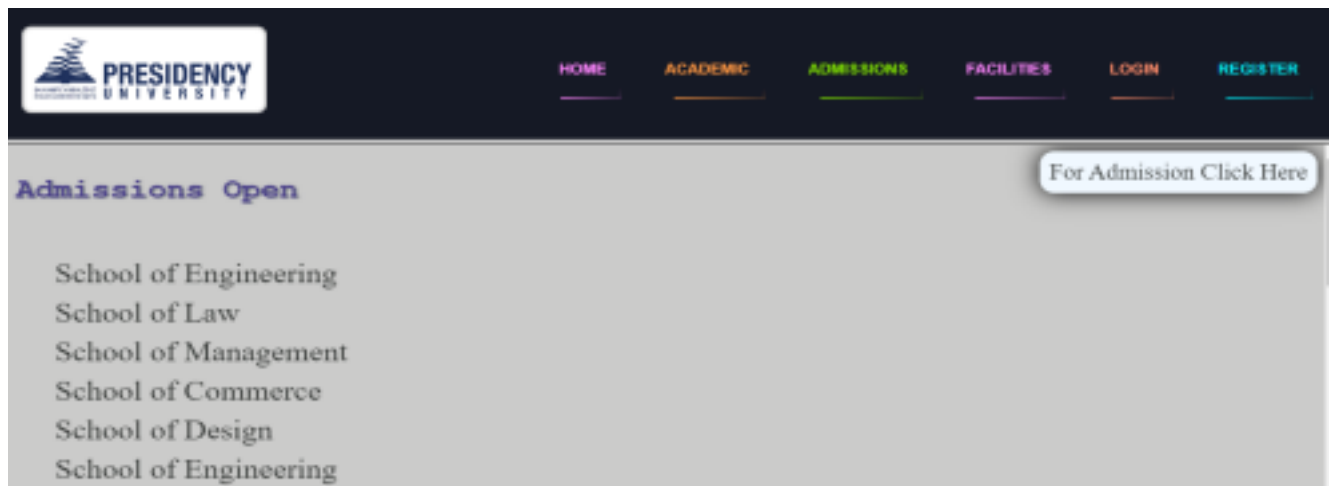 PRESIDENCY
UNIVERSITY
HOME ACADEMIC ADMISSIONS FACILITIES LOGIN REGISTER
For Admission Click Here
Admissions Open
School of Engineering
School of Law
School of Management
School of Commerce
School of Design
School of Engineering